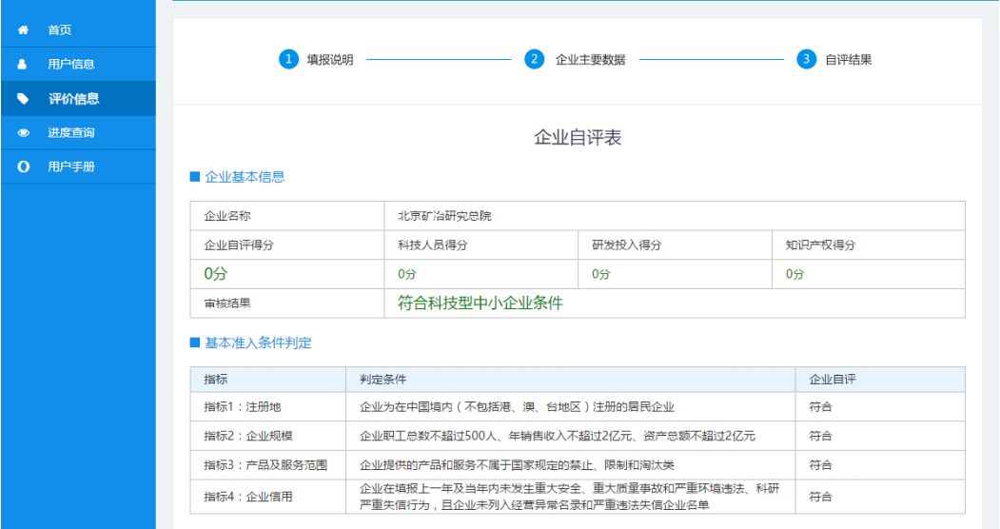 首页
用户信息
评价信息
进度查询
用户手册
1 填报说明 2 企业主要数据 3 自评结果
企业自评表
企业基本信息
企业名称 北京矿冶研究总院
企业自评得分 科技人员得分 研发投入得分 知识产权得分
0分 0分 0分 0分
审核结果 符合科技型中小企业条件
基本准入条件判定
指标 判定条件 企业自评
指标1：注册地 企业为在中国境内（不包括港、澳、台地区）注册的居民企业 符合
指标2：企业规模 企业职工总数不超过500人、年销售收入不超过2亿元、资产总额不超过2亿元 符合
指标3：产品及服务范围 企业提供的产品和服务不属于国家规定的禁止、限制和淘汰类 符合
指标4：企业信用 企业在填报上一年及当年内未发生重大安全、重大质量事故和严重环境违法、科研
严重失信行为，且企业未列入经营异常名录和严重违法失信企业名单 符合